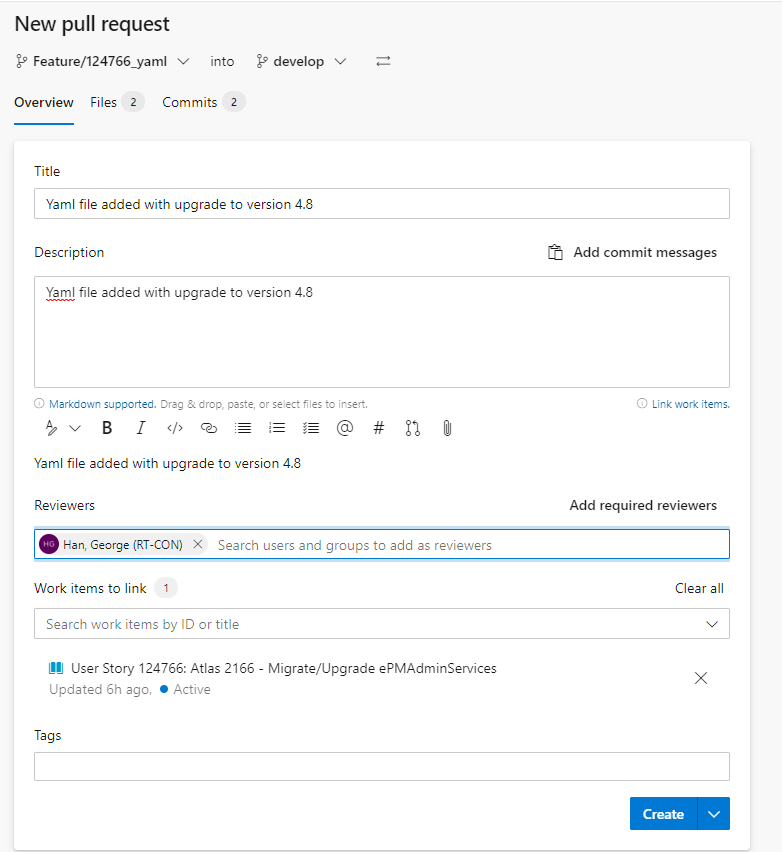 New pull request
Feature/124766_yaml into develop
Overview Files 2 Commits 2
Title
Yaml file added with upgrade to version 4.8
Description Add commit messages
Yaml file added with upgrade to version 4.8
Markdown supported. Drag & drop, paste, or select files to insert. Link work items.
B I </> @ #
Yaml file added with upgrade to version 4.8
Reviewers Add required reviewers
HG Han, George (RT-CON) Search users and groups to add as reviewers
Work items to link 1 Clear all
Search work items by ID or title
User Story 124766: Atlas 2166 - Migrate/Upgrade ePMAdminServices
Updated 6h ago, Active
Tags
Create